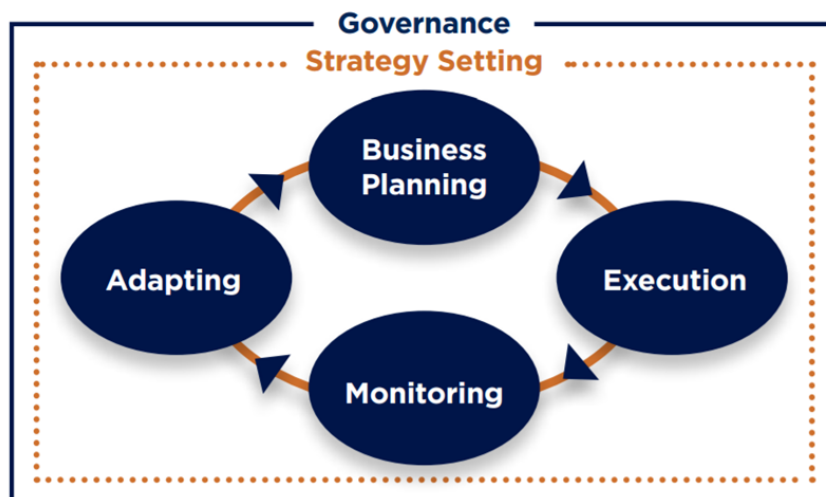 Governance
Strategy Setting
Business
Planning
Adapting
Execution
Monitoring